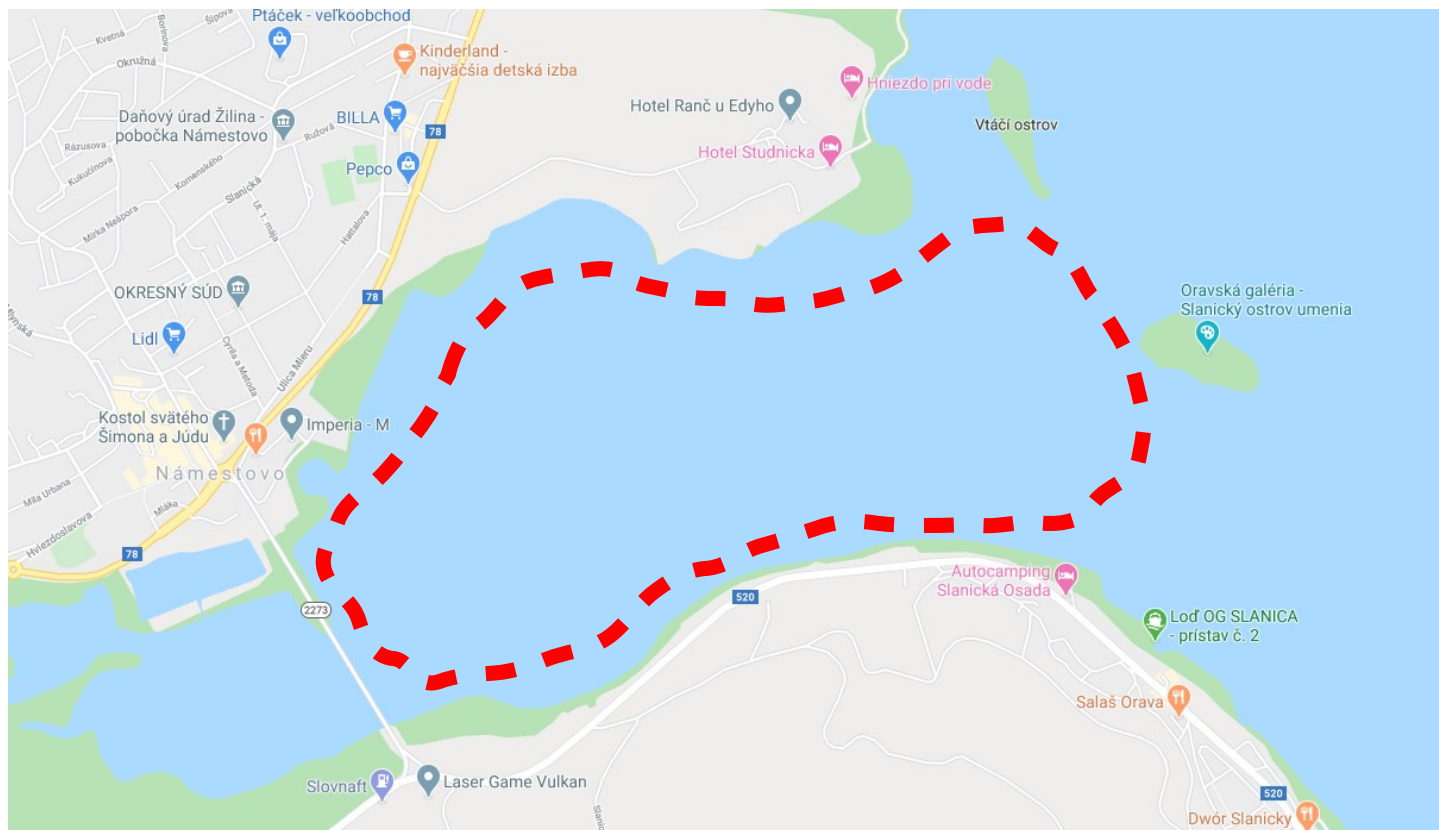 Šípova
Ptáček - veľkoobchod
Kvetná
Borinova
Okružná
Kinderland -
najväčšia detská izba
Hniezdo pri vode
Hotel Ranč u Edyho
Vtáčí ostrov
Daňový úrad Žilina -
pobočka Námestovo
BILLA
78
Ružová
Rázusova
Hotel Studnicka
Komenského
Pepco
Kukučínova
Slanická
Ul. 1. mája
Mirka Nešpora
Hattalova
OKRESNÝ SÚD
78
Oravská galéria -
Slanický ostrov umenia
Mlynská
Lidl
Cyrila a Metoda
Ulica Mieru
Kostol svätého
Šimona a Júdu
Imperia - M
Námestovo
Mila Urbana
Mláka
Hviezdoslavova
78
Autocamping
Slanická Osada
520
2273
Loď OG SLANICA
- prístav č. 2
Salaš Orava
Slovnaft
Laser Game Vulkan
520
Dwór Slanicky